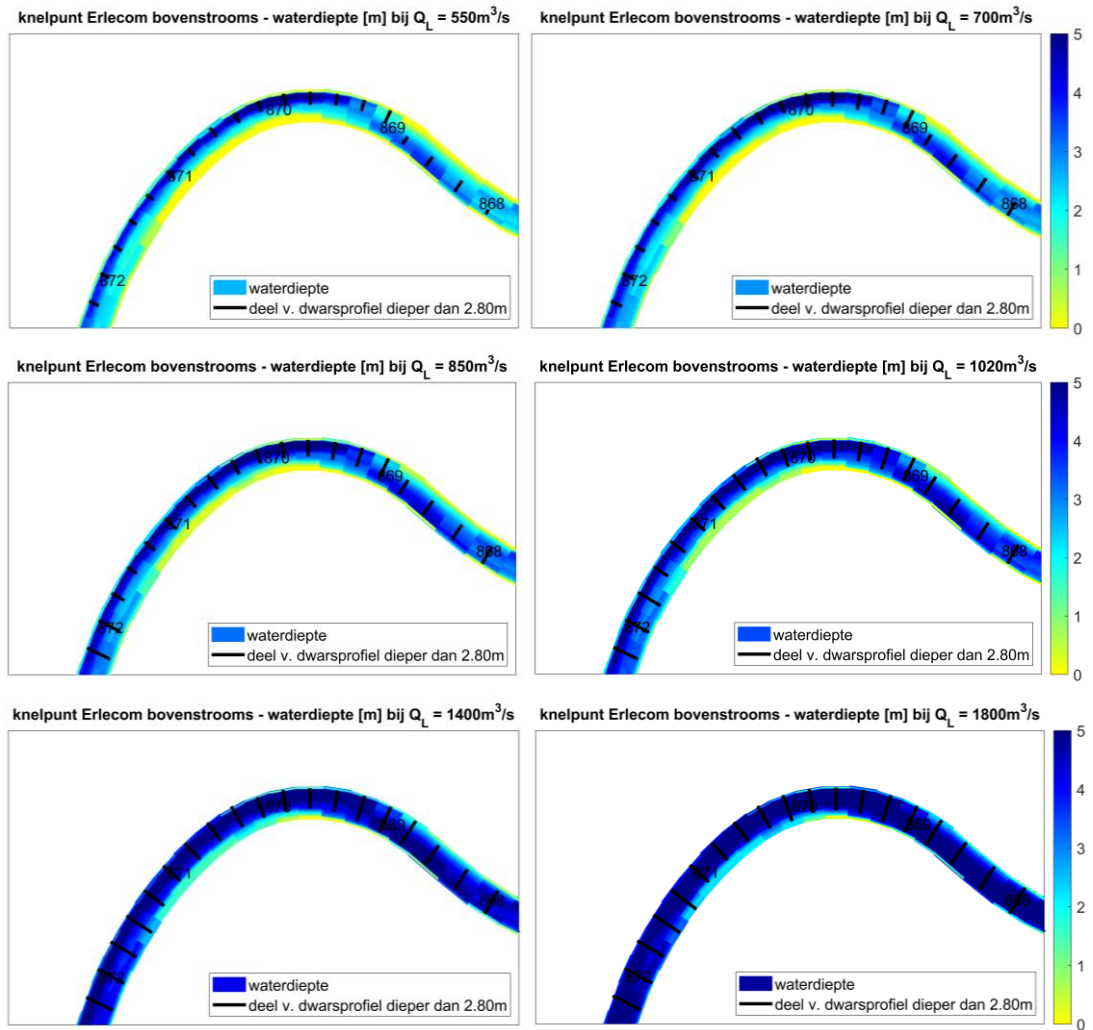 knelpunt Erlecom bovenstrooms - waterdiepte [m] bij Q_L = 550m³/s
870
869
871
868
872
waterdiepte
deel v. dwarsprofiel dieper dan 2.80m
knelpunt Erlecom bovenstrooms - waterdiepte [m] bij Q_L = 700m³/s
870
869
871
868
872
waterdiepte
deel v. dwarsprofiel dieper dan 2.80m
5
4
3
2
1
0
knelpunt Erlecom bovenstrooms - waterdiepte [m] bij Q_L = 850m³/s
870
869
871
868
872
waterdiepte
deel v. dwarsprofiel dieper dan 2.80m
knelpunt Erlecom bovenstrooms - waterdiepte [m] bij Q_L = 1020m³/s
870
869
871
868
872
waterdiepte
deel v. dwarsprofiel dieper dan 2.80m
5
4
3
2
1
0
knelpunt Erlecom bovenstrooms - waterdiepte [m] bij Q_L = 1400m³/s
870
869
871
868
872
waterdiepte
deel v. dwarsprofiel dieper dan 2.80m
knelpunt Erlecom bovenstrooms - waterdiepte [m] bij Q_L = 1800m³/s
870
869
871
868
872
waterdiepte
deel v. dwarsprofiel dieper dan 2.80m
5
4
3
2
1
0